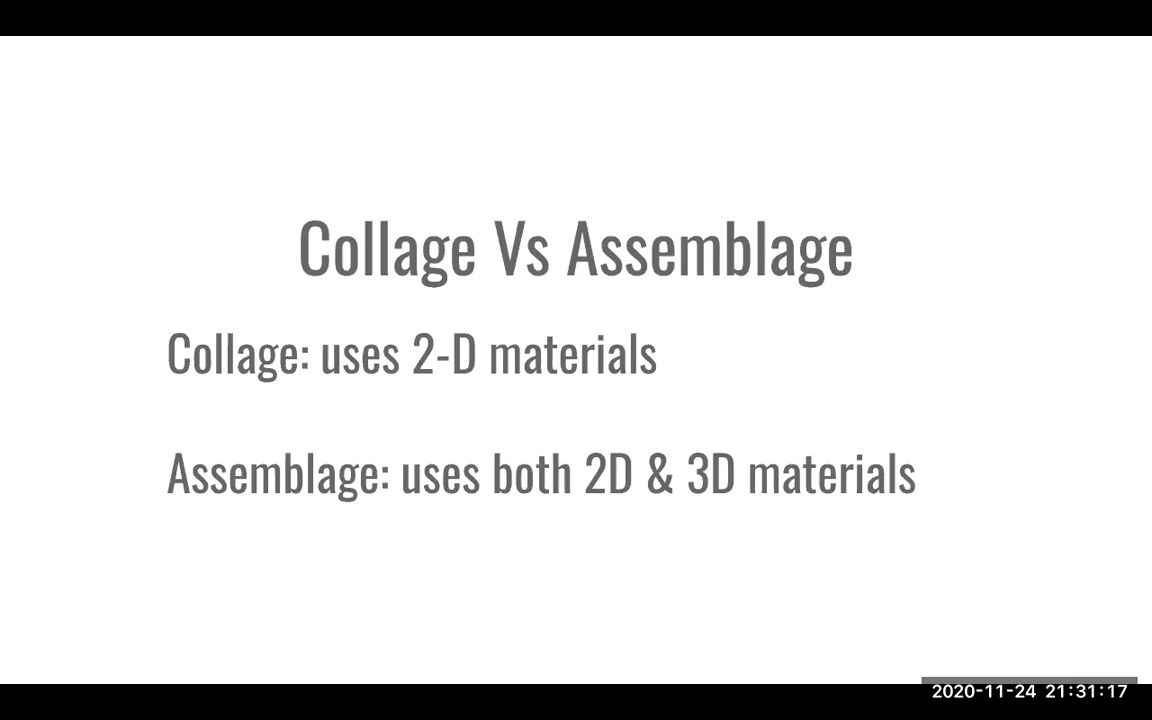 Collage Vs Assemblage
Collage: uses 2-D materials
Assemblage: uses both 2D & 3D materials
2020-11-24 21:31:17